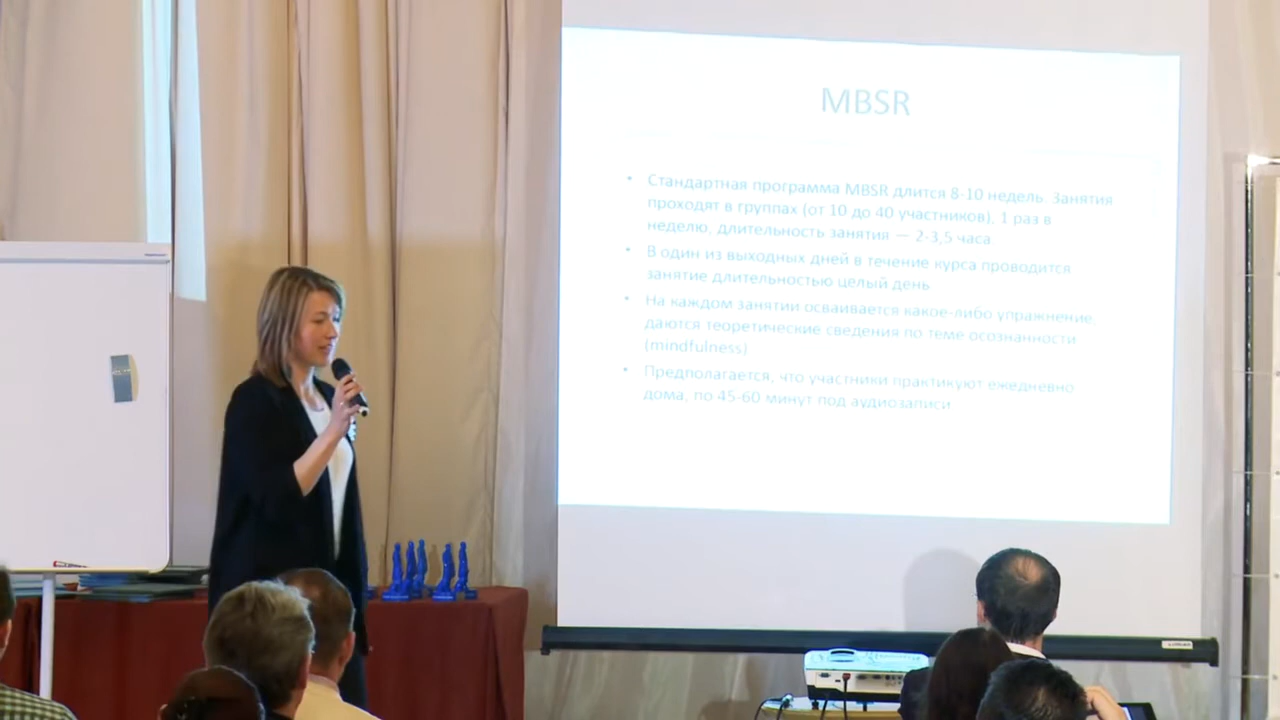 MBSR
• Стандартная программа MBSR длится 8-10 недель. Занятия
проходят в группах (от 10 до 40 участников), 1 раз в
неделю, длительность занятия — 2-3,5 часа.
• В один из выходных дней в течение курса проводится
занятие длительностью целый день.
• На каждом занятии осваивается какое-либо упражнение,
даются теоретические сведения по теме осознанности
(mindfulness).
• Предполагается, что участники практикуют ежедневно
дома, по 45-60 минут под аудиозаписи.